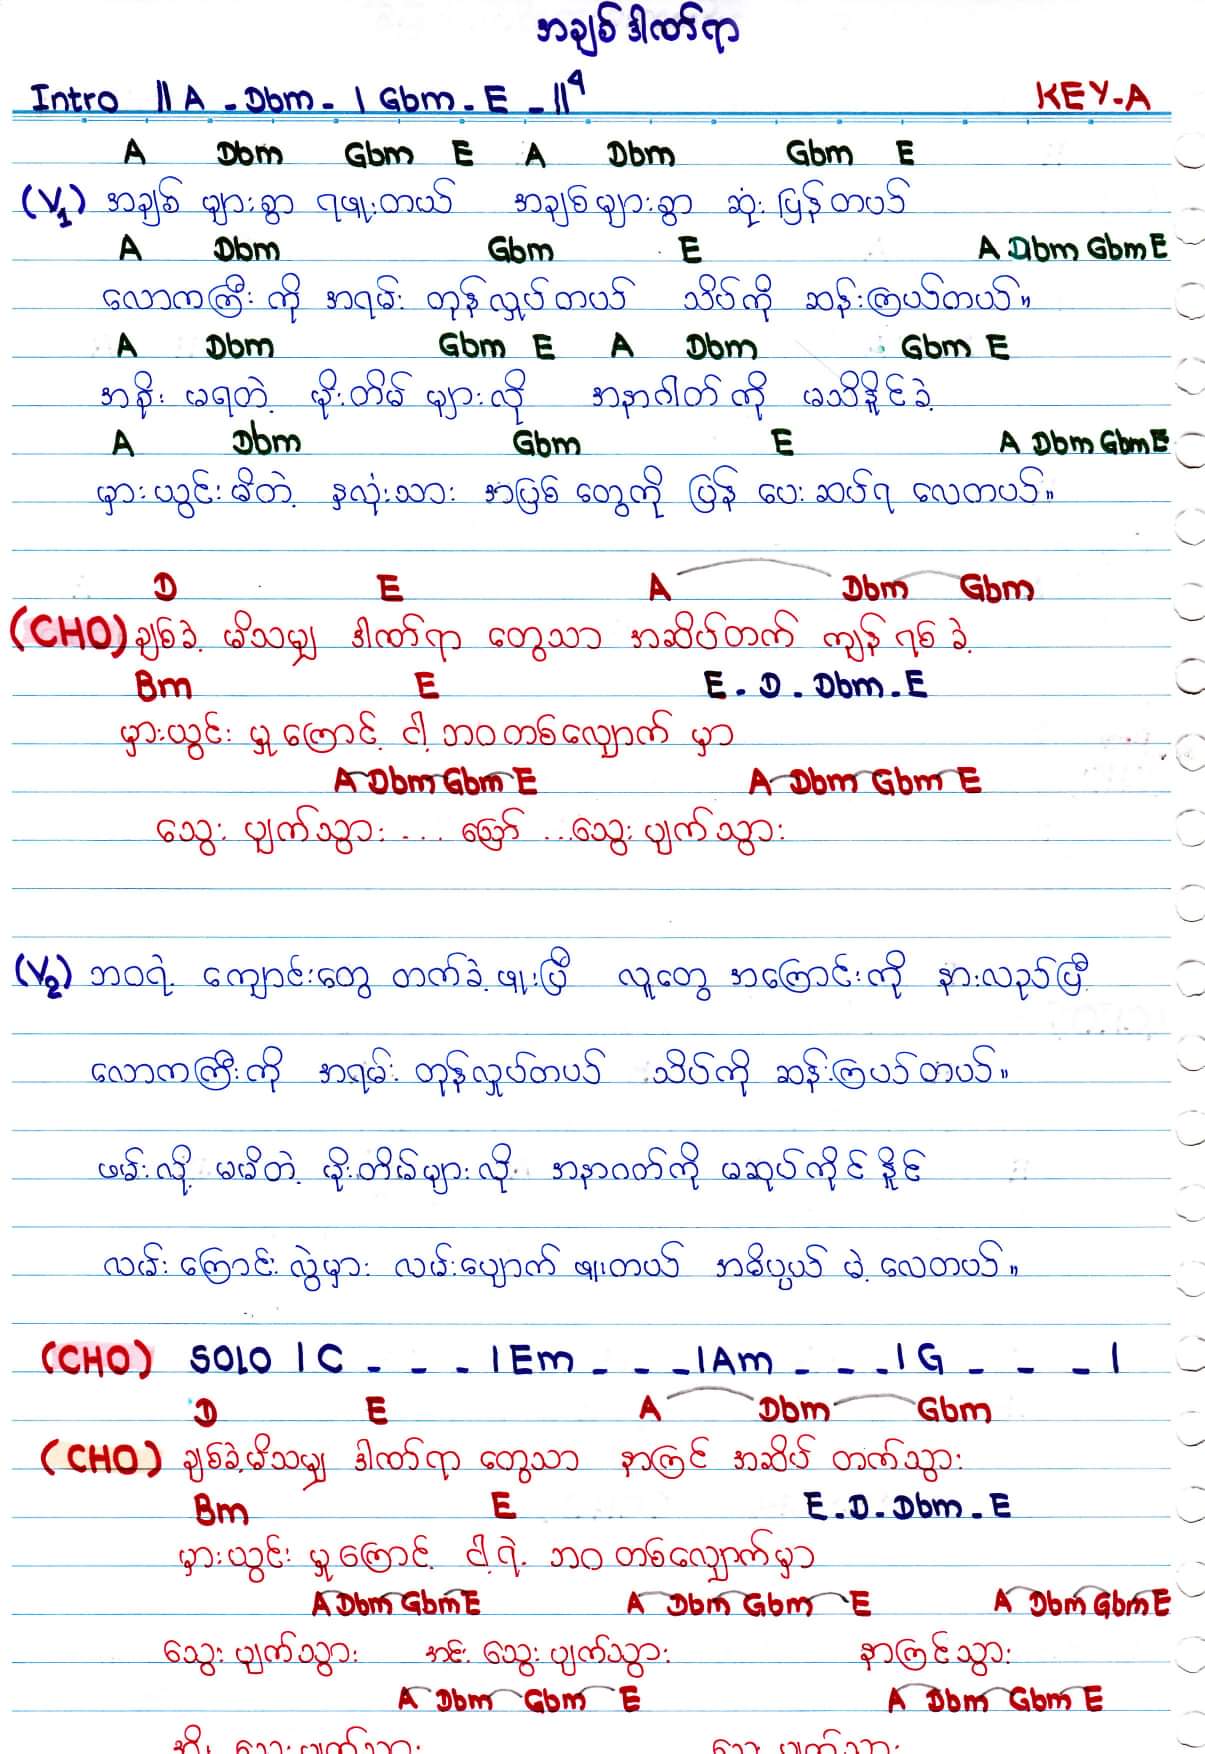 အချစ်ဒါဏ်ရာ
Intro || A - Dbm - | Gbm - E - ||4 KEY-A
A Dbm Gbm E A Dbm Gbm E
(V1) အချစ် များစွာ ရဖူးတယ် အချစ်များစွာ ဆုံး ပြန်တယ်
A Dbm Gbm E A Dbm Gbm E
လောကကြီး ကို အရမ်း တုန်လှုပ်တယ် သိပ်ကို ဆန်းကြယ်တယ်။
A Dbm Gbm E A Dbm Gbm E
အနိုး မရတဲ့ မိုးတိမ် များလို အနာဂါတ်ကို မသိနိုင်ခဲ့
A Dbm Gbm E A Dbm Gbm E
မှားယွင်းမိတဲ့ နှလုံးသား အပြစ်တွေကို ပြန် ပေးဆပ်ရ လေတယ်။
D E A Dbm Gbm
(CHO) ချစ်ခဲ့ မိသမျှ ဒါဏ်ရာ တွေသာ အဆိပ်တက် ကျန်ရစ်ခဲ့
Bm E E - D - Dbm - E
မှားယွင်းမှုကြောင့် ငါ့ဘဝတစ်လျှောက် မှာ
A Dbm Gbm E A Dbm Gbm E
သွေးပျက်သွား ... ဪ ... သွေးပျက်သွား
(V2) ဘဝရဲ့ ကျောင်းတွေ တက်ခဲ့ဖူးပြီ လူတွေ အကြောင်းကို နားလည်ပြီ
လောကကြီးကို အရမ်း တုန်လှုပ်တယ် သိပ်ကို ဆန်းကြယ်တယ်။
ဖမ်းလို့ မမိတဲ့ မိုးတိမ်များလို အနာဂတ်ကို မဆုပ်ကိုင်နိုင်
လမ်းကြောင်းလွဲမှား လမ်းပျောက်ဖူးတယ် အဓိပ္ပယ် မဲ့ လေတယ်။
(CHO) SOLO | C - - - | Em - - - | Am - - - | G - - - |
D E A Dbm Gbm
(CHO) ချစ်ခဲ့မိသမျှ ဒါဏ်ရာ တွေသာ နာကြင် အဆိပ် တက်သွား
Bm E E - D - Dbm - E
မှားယွင်းမှုကြောင့် ငါ့ရဲ့ ဘဝ တစ်လျှောက်မှာ
A Dbm Gbm E A Dbm Gbm E A Dbm Gbm E
သွေးပျက်သွား အင်း သွေးပျက်သွား နာကြင်သွား
A Dbm Gbm E A Dbm Gbm E
သွေးပျက်သွား သွေးပျက်သွား